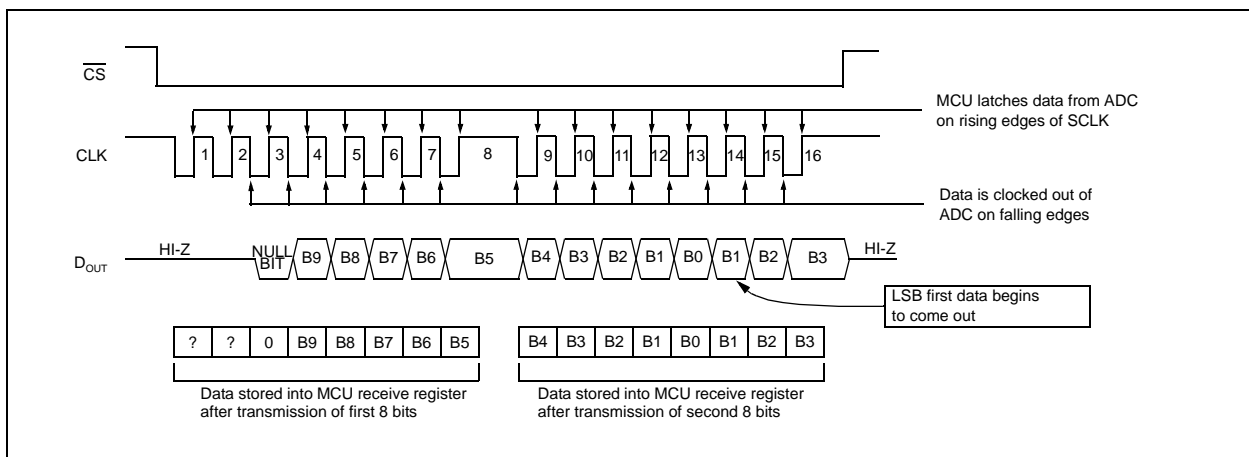 CS
MCU latches data from ADC
on rising edges of SCLK
CLK
1 2 3 4 5 6 7 8 9 10 11 12 13 14 15 16
Data is clocked out of
ADC on falling edges
DOUT
HI-Z
NULL
BIT
B9 B8 B7 B6 B5 B4 B3 B2 B1 B0 B1 B2 B3
HI-Z
LSB first data begins
to come out
? ? 0 B9 B8 B7 B6 B5
B4 B3 B2 B1 B0 B1 B2 B3
Data stored into MCU receive register
after transmission of first 8 bits
Data stored into MCU receive register
after transmission of second 8 bits